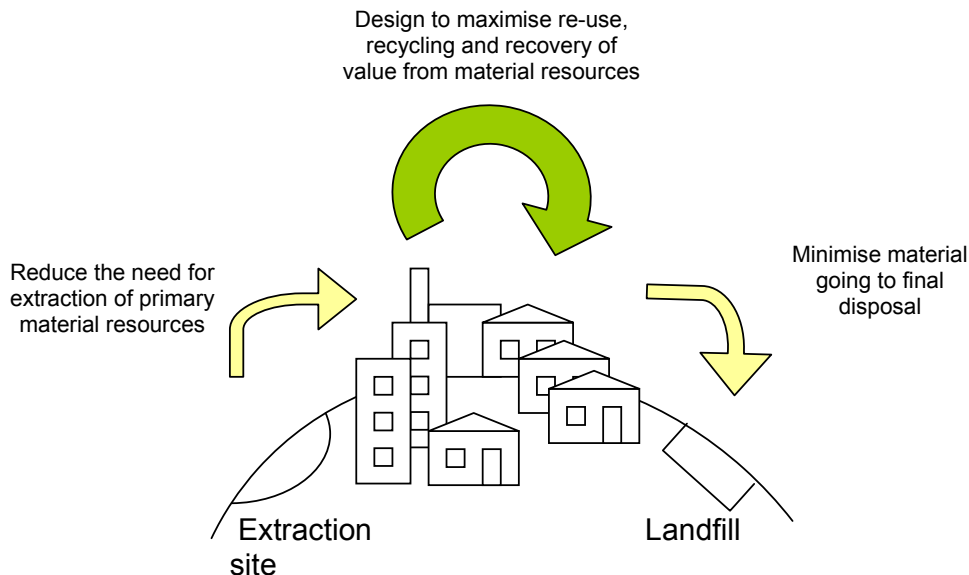 Design to maximise re-use,
recycling and recovery of
value from material resources
Reduce the need for
extraction of primary
material resources
Minimise material
going to final
disposal
Extraction
site
Landfill